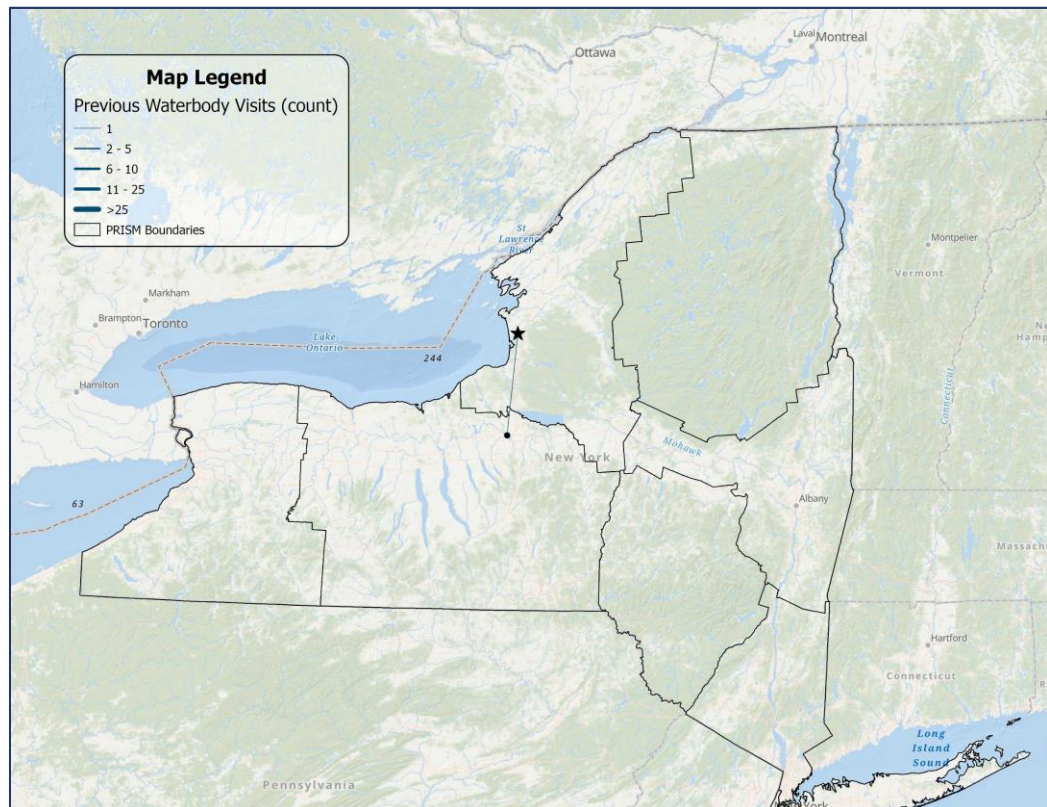 Map Legend
Previous Waterbody Visits (count)
1
2 - 5
6 - 10
11 - 25
>25
PRISM Boundaries
Ottawa
Laval
Montreal
St
Lawrence
River
Montpelier
Vermont
Markham
Brampton
Toronto
Lake
Ontario
244
Hamilton
Hamp
Connecticut
Mohawk
New York
Albany
63
Massach
Hartford
Connecticut
R
Long
Island
Sound
Pennsylvania